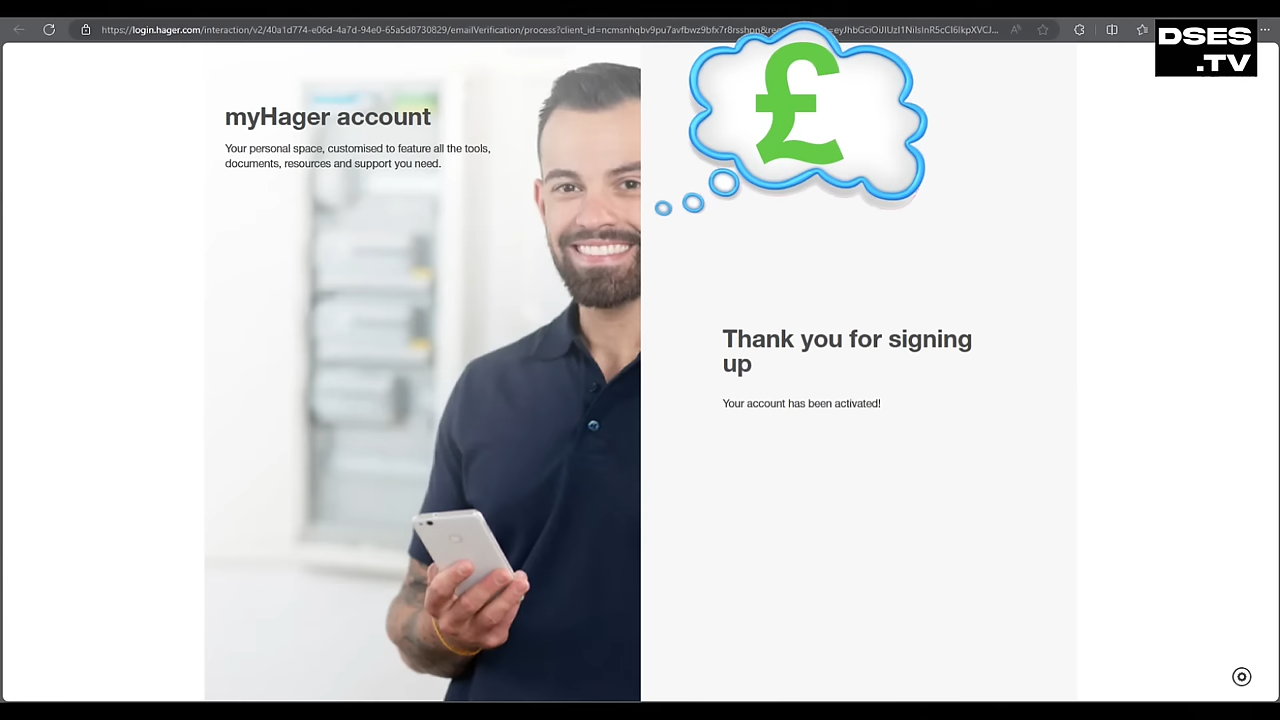 https://login.hager.com/interaction/v2/40a1d774-e06d-4a7d-94e0-65a5d8730829/emailVerification/process?client_id=ncmsnhqbv9pu7avfbwz9bfx7r8rsshpn&re
DSES
.TV
myHager account
Your personal space, customised to feature all the tools,
documents, resources and support you need.
£
Thank you for signing
up
Your account has been activated!